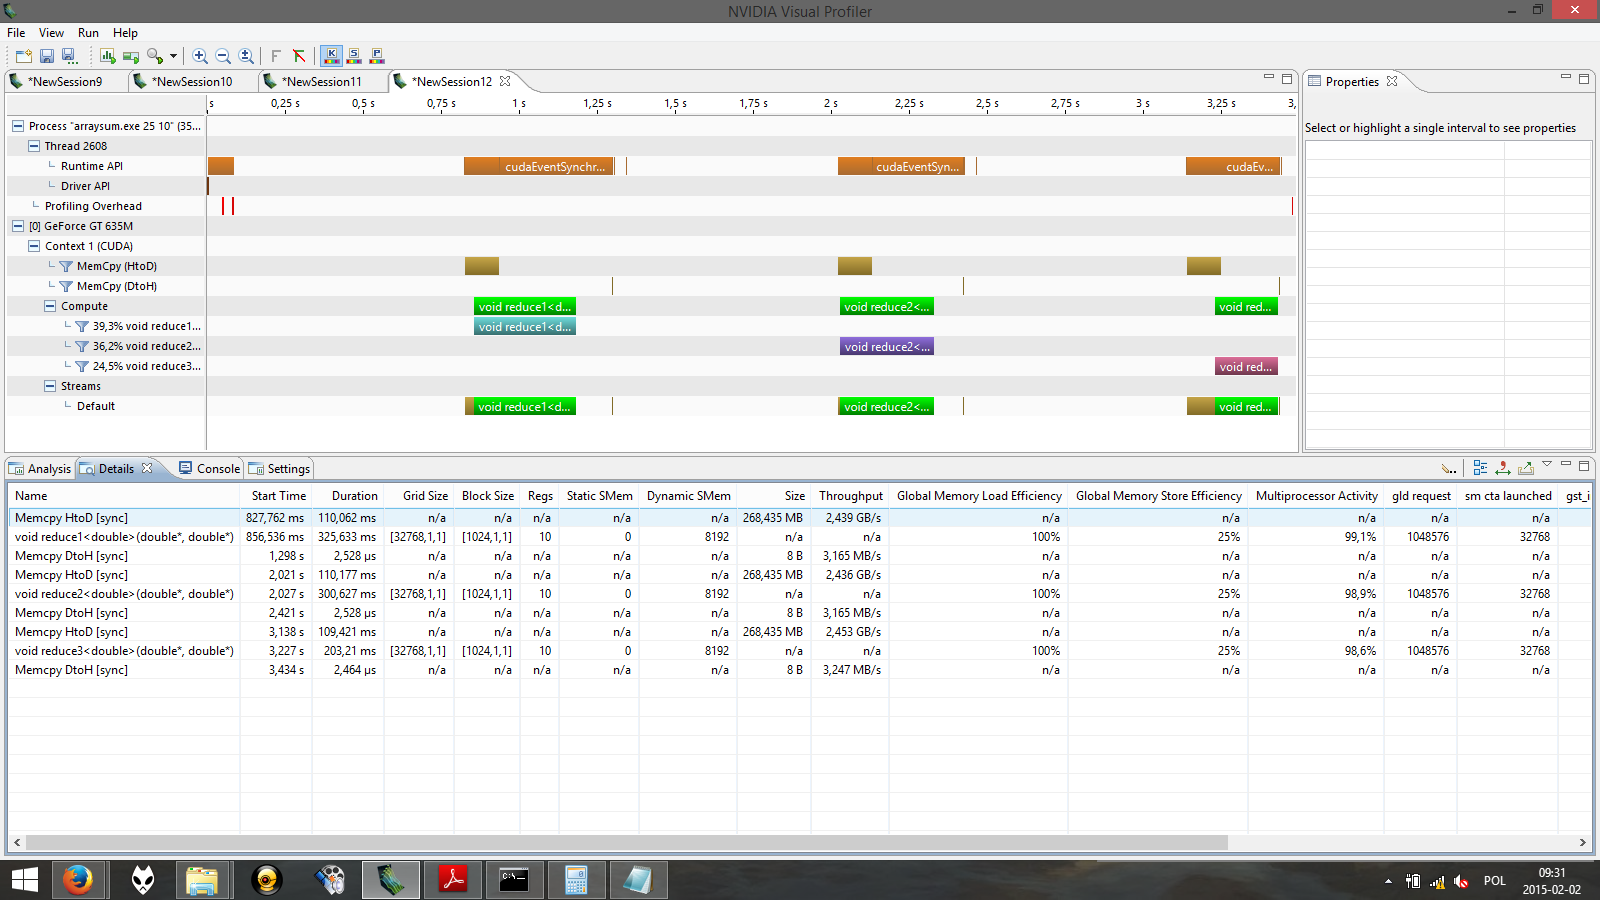 NVIDIA Visual Profiler
File View Run Help
*NewSession9 *NewSession10 *NewSession11 *NewSession12
Properties
s 0,25 s 0,5 s 0,75 s 1 s 1,25 s 1,5 s 1,75 s 2 s 2,25 s 2,5 s 2,75 s 3 s 3,25 s 3,
Select or highlight a single interval to see properties
Process "arraysum.exe 25 10" (35...
Thread 2608
Runtime API cudaEventSynchr... cudaEventSyn... cudaEv...
Driver API
Profiling Overhead
[0] GeForce GT 635M
Context 1 (CUDA)
MemCpy (HtoD)
MemCpy (DtoH)
Compute void reduce1<d... void reduce2<... void red...
39,3% void reduce1... void reduce1<d...
36,2% void reduce2... void reduce2<...
24,5% void reduce3... void red...
Streams
Default void reduce1<d... void reduce2<... void red...
Analysis Details Console Settings
Name Start Time Duration Grid Size Block Size Regs Static SMem Dynamic SMem Size Throughput Global Memory Load Efficiency Global Memory Store Efficiency Multiprocessor Activity gld request sm cta launched gst_i
Memcpy HtoD [sync] 827,762 ms 110,062 ms n/a n/a n/a n/a n/a 268,435 MB 2,439 GB/s n/a n/a n/a n/a n/a
void reduce1<double>(double*, double*) 856,536 ms 325,633 ms [32768,1,1] [1024,1,1] 10 0 8192 n/a n/a 100% 25% 99,1% 1048576 32768
Memcpy DtoH [sync] 1,298 s 2,528 µs n/a n/a n/a n/a n/a 8 B 3,165 MB/s n/a n/a n/a n/a n/a
Memcpy HtoD [sync] 2,021 s 110,177 ms n/a n/a n/a n/a n/a 268,435 MB 2,436 GB/s n/a n/a n/a n/a n/a
void reduce2<double>(double*, double*) 2,027 s 300,627 ms [32768,1,1] [1024,1,1] 10 0 8192 n/a n/a 100% 25% 98,9% 1048576 32768
Memcpy DtoH [sync] 2,421 s 2,528 µs n/a n/a n/a n/a n/a 8 B 3,165 MB/s n/a n/a n/a n/a n/a
Memcpy HtoD [sync] 3,138 s 109,421 ms n/a n/a n/a n/a n/a 268,435 MB 2,453 GB/s n/a n/a n/a n/a n/a
void reduce3<double>(double*, double*) 3,227 s 203,21 ms [32768,1,1] [1024,1,1] 10 0 8192 n/a n/a 100% 25% 98,6% 1048576 32768
Memcpy DtoH [sync] 3,434 s 2,464 µs n/a n/a n/a n/a n/a 8 B 3,247 MB/s n/a n/a n/a n/a n/a
POL
09:31
2015-02-02